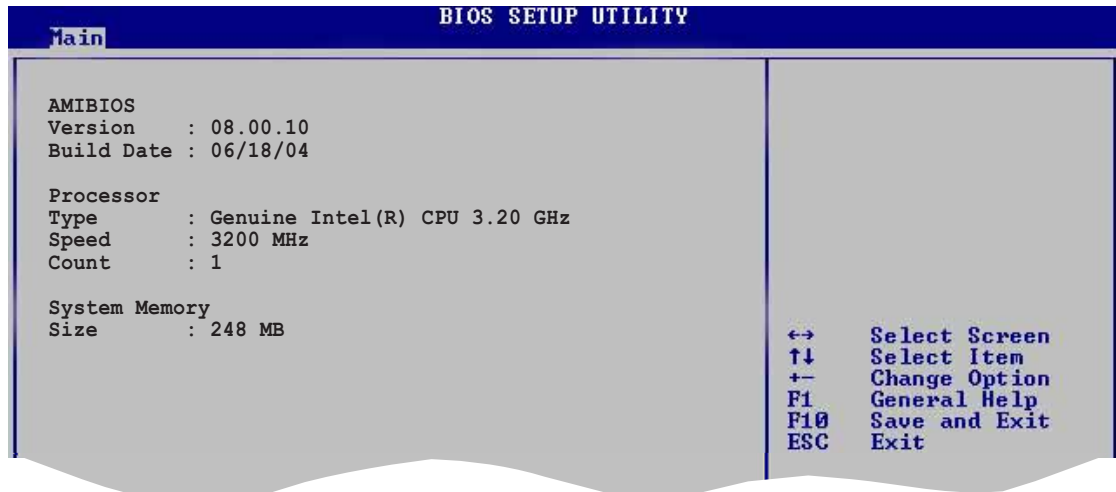 BIOS SETUP UTILITY
Main
AMIBIOS
Version : 08.00.10
Build Date : 06/18/04
Processor
Type : Genuine Intel(R) CPU 3.20 GHz
Speed : 3200 MHz
Count : 1
System Memory
Size : 248 MB
←→ Select Screen
↑↓ Select Item
+- Change Option
F1 General Help
F10 Save and Exit
ESC Exit